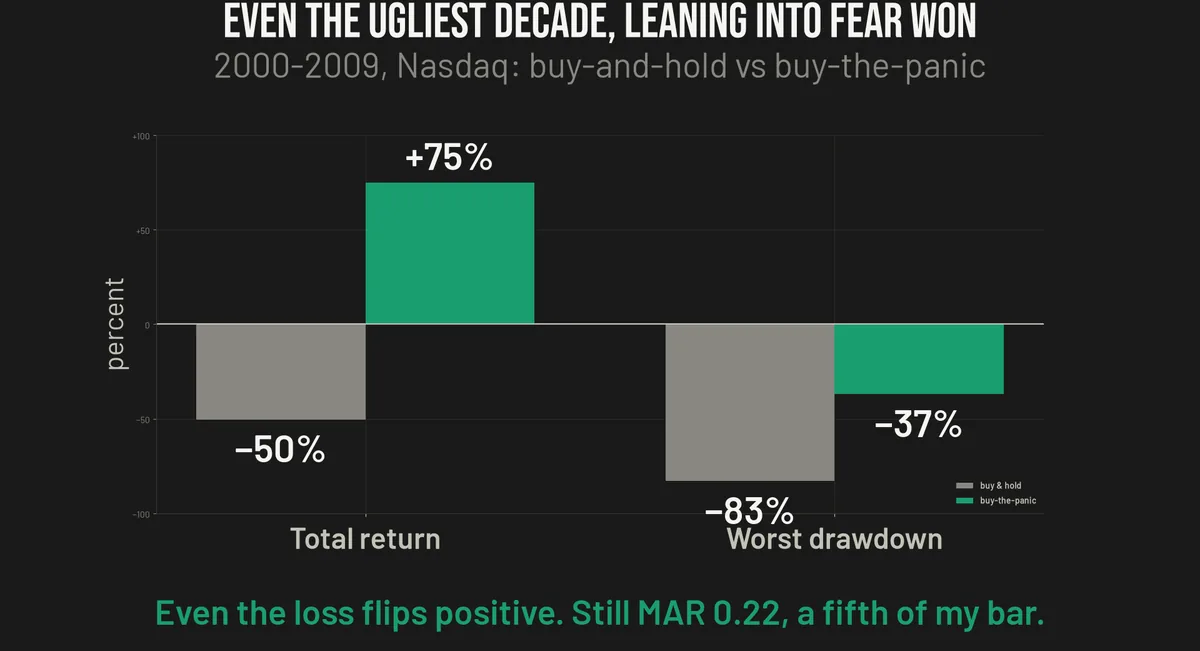 EVEN THE UGLIEST DECADE, LEANING INTO FEAR WON
2000-2009, Nasdaq: buy-and-hold vs buy-the-panic
+100
+75%
+50
percent
0
−50
−50%
−37%
buy & hold
buy-the-panic
−83%
−100
Total return
Worst drawdown
Even the loss flips positive. Still MAR 0.22, a fifth of my bar.